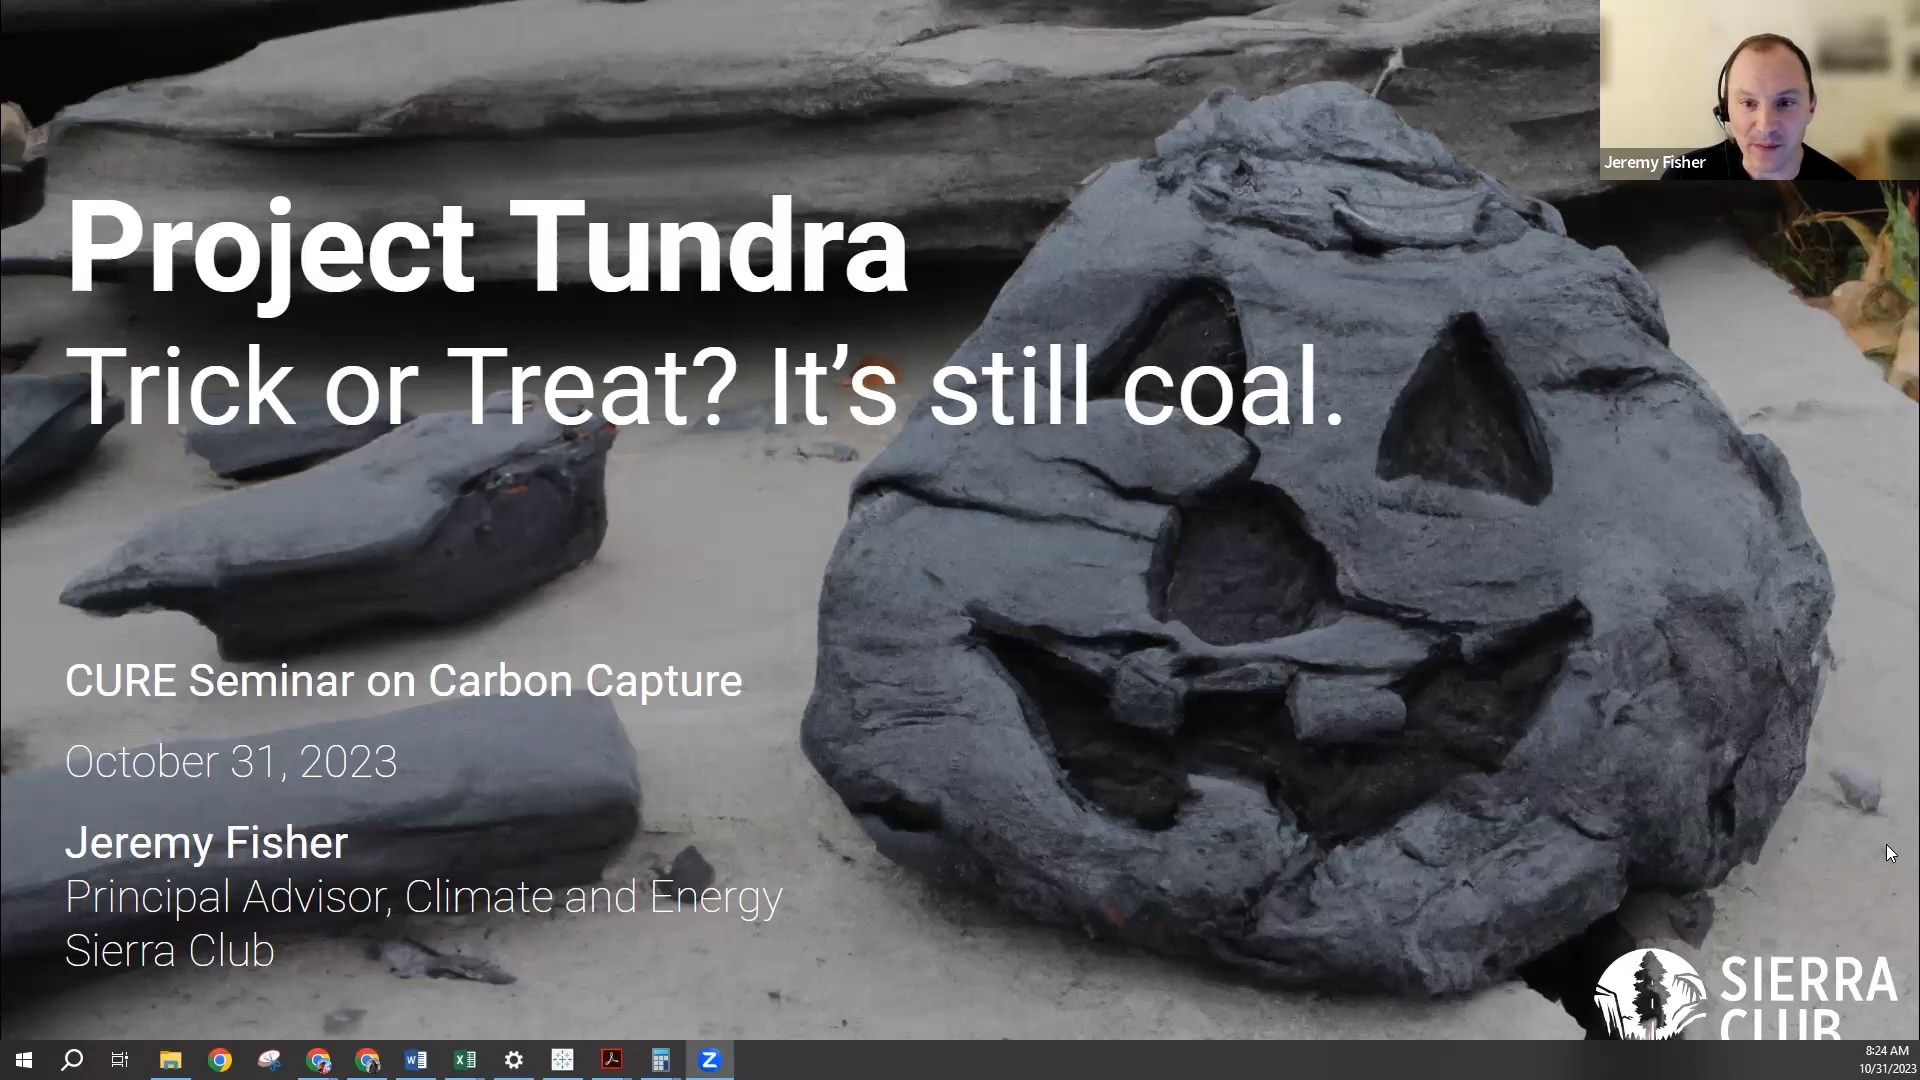 Jeremy Fisher
Project Tundra
Trick or Treat? It’s still coal.
CURE Seminar on Carbon Capture
October 31, 2023
Jeremy Fisher
Principal Advisor, Climate and Energy
Sierra Club
SIERRA
CLUB
8:24 AM
10/31/2023